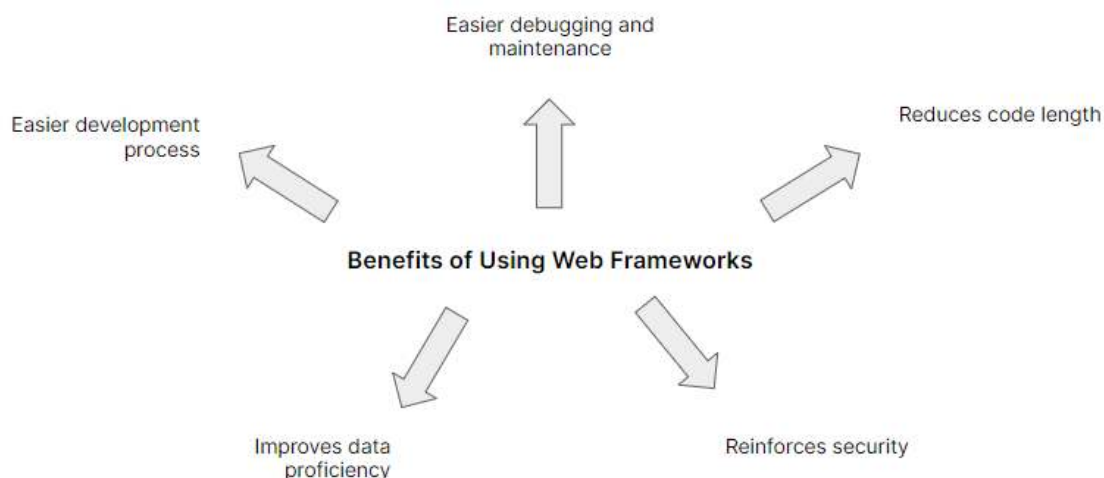 Easier debugging and
maintenance
Easier development
process
Reduces code length
Benefits of Using Web Frameworks
Improves data
proficiency
Reinforces security